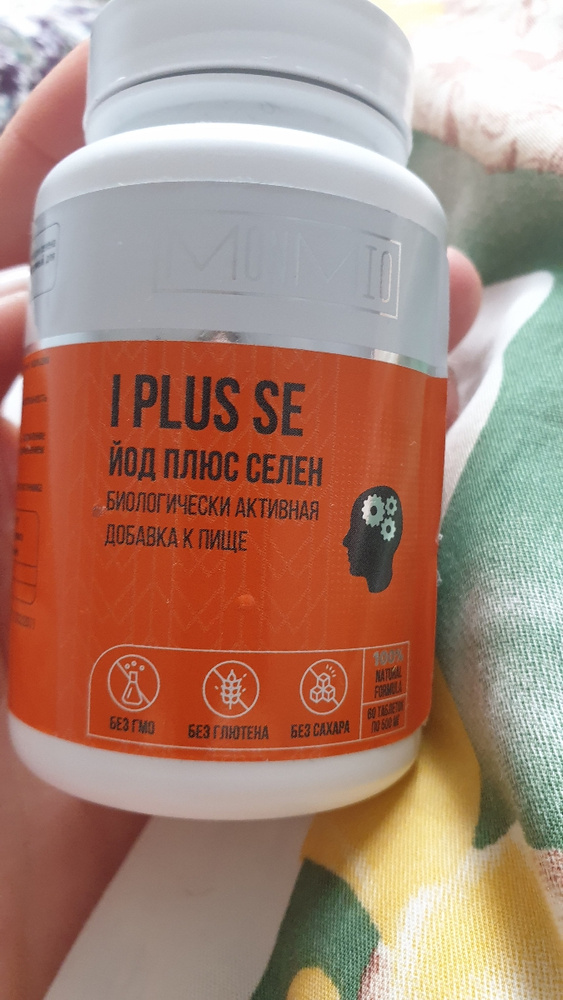 I PLUS SE
ЙОД ПЛЮС СЕЛЕН
БИОЛОГИЧЕСКИ АКТИВНАЯ
ДОБАВКА К ПИЩЕ
БЕЗ ГМО
БЕЗ ГЛЮТЕНА
БЕЗ САХАРА
100%
NATURAL
FORMULA
60 ТАБЛЕТОК
ПО 500 МГ